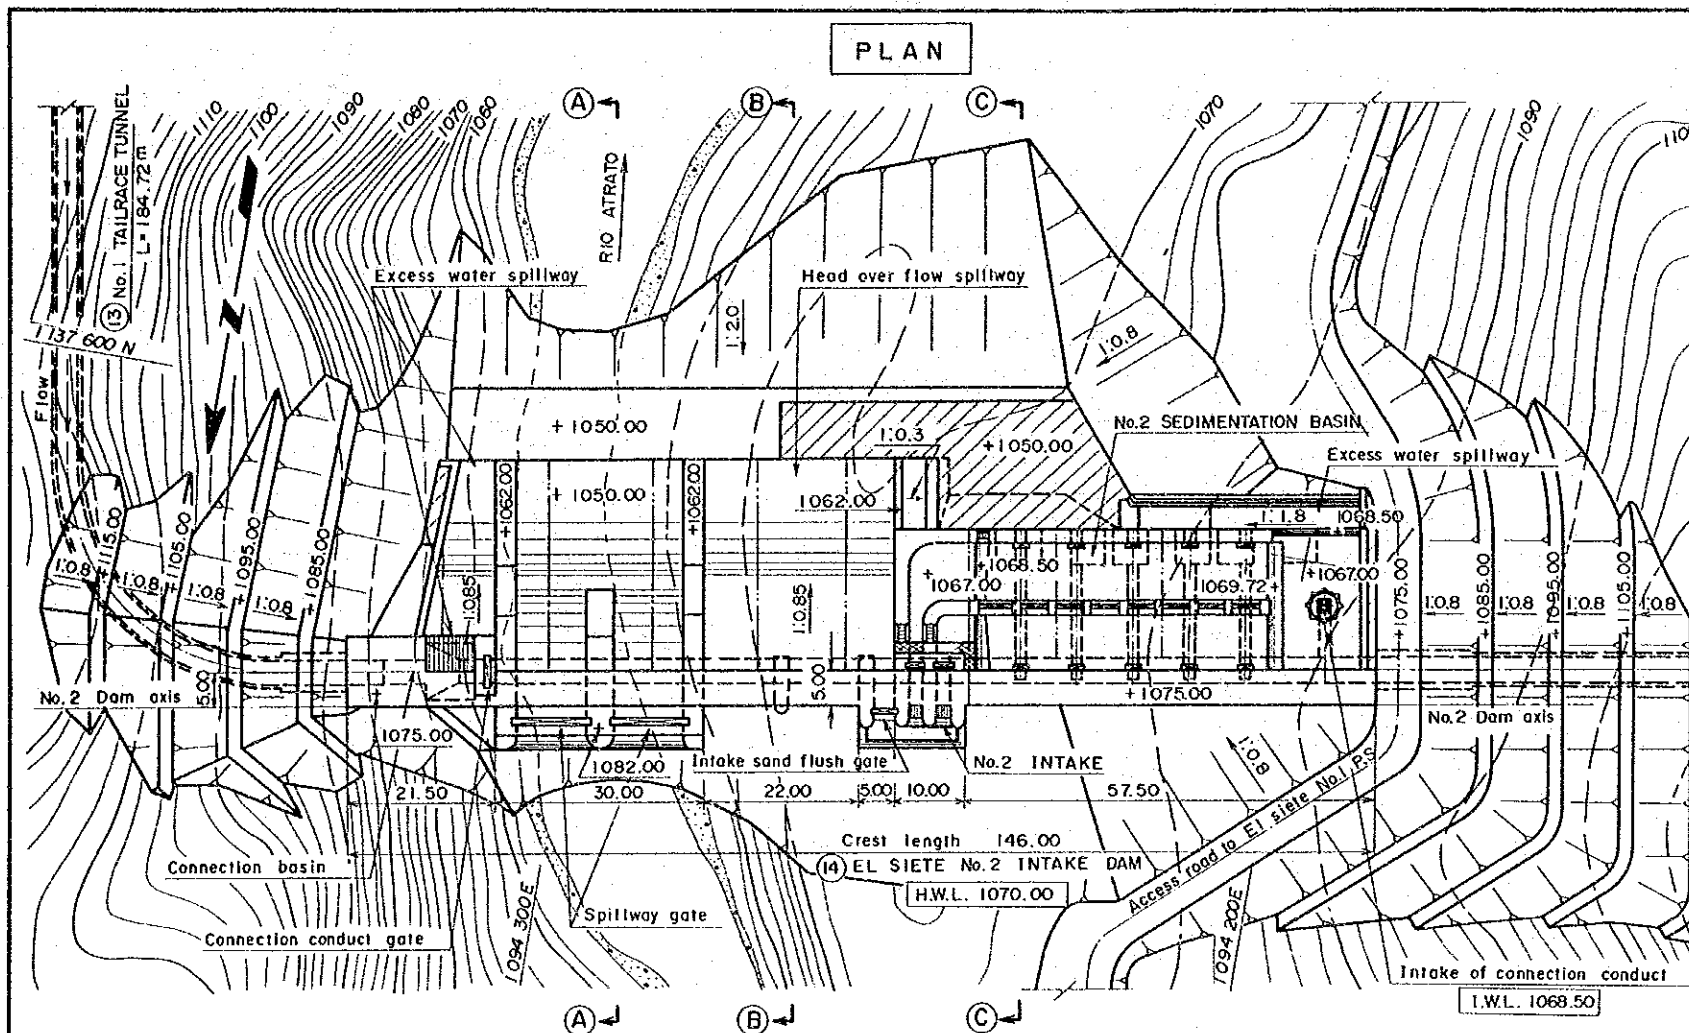 PLAN
A
B
C
1110
1100
1090
1080
1070
1060
1070
1090
13 No.1 TAILRACE TUNNEL
L=184.72m
RIO ATRATO
N
Excess water spillway
Head over flow spillway
1:2.0
1:0.8
1137 600 N
Flow
+1050.00
1:0.3
+1050.00
No.2 SEDIMENTATION BASIN
Excess water spillway
+1062.00
+1050.00
+1062.00
1062.00
1:1.8
1068.50
1:0.8
+1115.00
1:0.8
+1105.00
1:0.8
+1095.00
1:0.8
+1085.00
1:0.85
1:0.85
+1067.00
+1068.50
1069.72+
+1067.00
+1075.00
1:0.8
+1085.00
1:0.8
+1095.00
1:0.8
+1105.00
1:0.8
No.2 Dam axis
5.00
5.00
+1075.00
No.2 Dam axis
1075.00
1082.00
Intake sand flush gate
No.2 INTAKE
1:0.8
21.50
30.00
22.00
5.00
10.00
57.50
Crest length 146.00
14 EL SIETE No.2 INTAKE DAM
H.W.L. 1070.00
Access road to El siete No.1 P.S
Connection basin
Spillway gate
Connection conduct gate
1094 300E
1094 200E
Intake of connection conduct
I.W.L. 1068.50
A
B
C